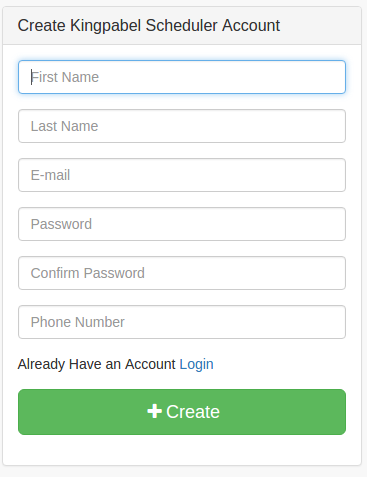 Create Kingpabel Scheduler Account
First Name
Last Name
E-mail
Password
Confirm Password
Phone Number
Already Have an Account Login
Create